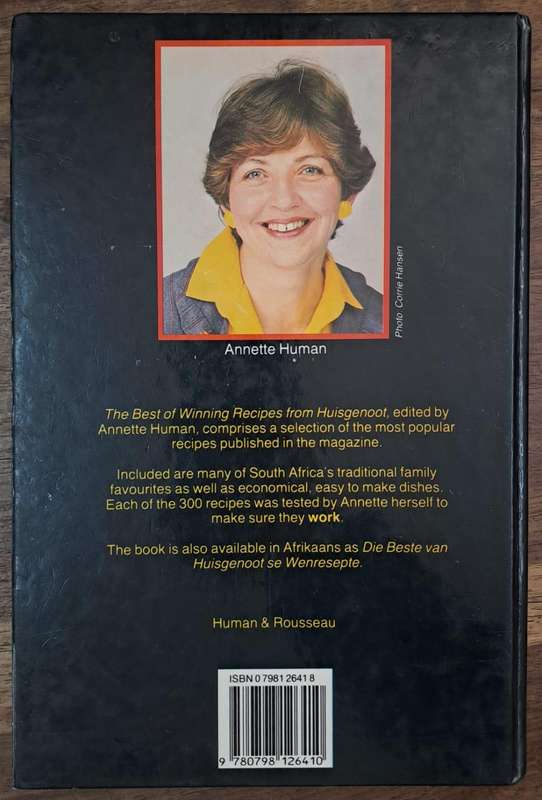 Photo Corrie Hansen
Annette Human
The Best of Winning Recipes from Huisgenoot, edited by
Annette Human, comprises a selection of the most popular
recipes published in the magazine.
Included are many of South Africa's traditional family
favourites as well as economical, easy to make dishes.
Each of the 300 recipes was tested by Annette herself to
make sure they work.
The book is also available in Afrikaans as Die Beste van
Huisgenoot se Wenresepte.
Human & Rousseau
ISBN 0 7981 2641 8
9 780798 126410